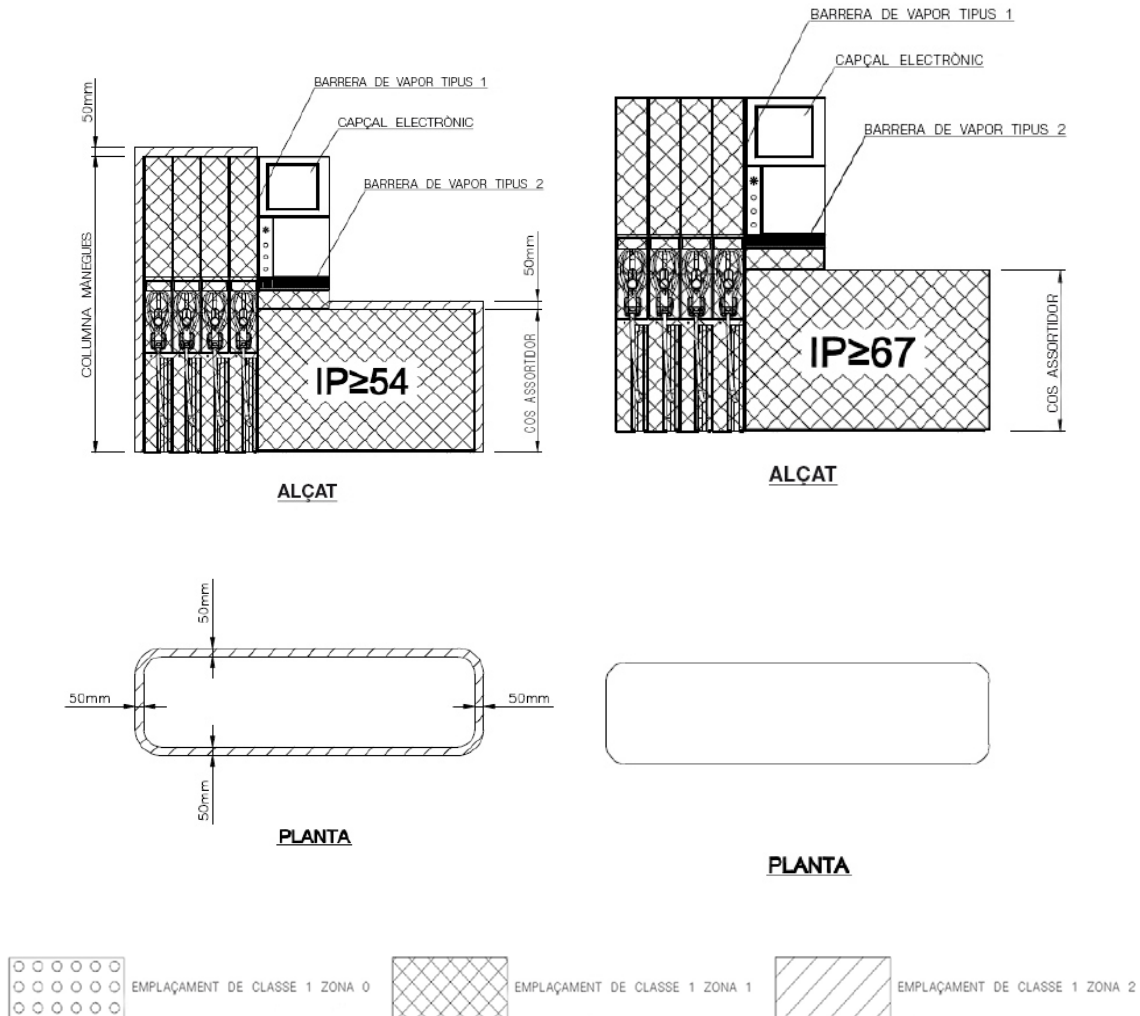 BARRERA DE VAPOR TIPUS 1
CAPÇAL ELECTRÒNIC
BARRERA DE VAPOR TIPUS 2
50mm
COLUMNA MÀNEGUES
50mm
COS ASSORTIDOR
IP≥54
ALÇAT
BARRERA DE VAPOR TIPUS 1
CAPÇAL ELECTRÒNIC
BARRERA DE VAPOR TIPUS 2
IP≥67
COS ASSORTIDOR
ALÇAT
50mm
50mm
50mm
50mm
PLANTA
PLANTA
EMPLAÇAMENT DE CLASSE 1 ZONA 0
EMPLAÇAMENT DE CLASSE 1 ZONA 1
EMPLAÇAMENT DE CLASSE 1 ZONA 2